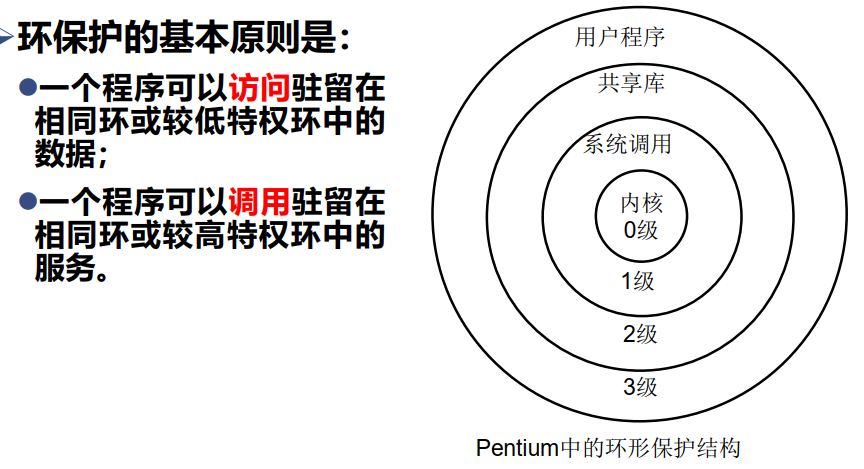 环保护的基本原则是：
●一个程序可以访问驻留在
相同环或较低特权环中的
数据；
●一个程序可以调用驻留在
相同环或较高特权环中的
服务。
用户程序
共享库
系统调用
内核
0级
1级
2级
3级
Pentium中的环形保护结构